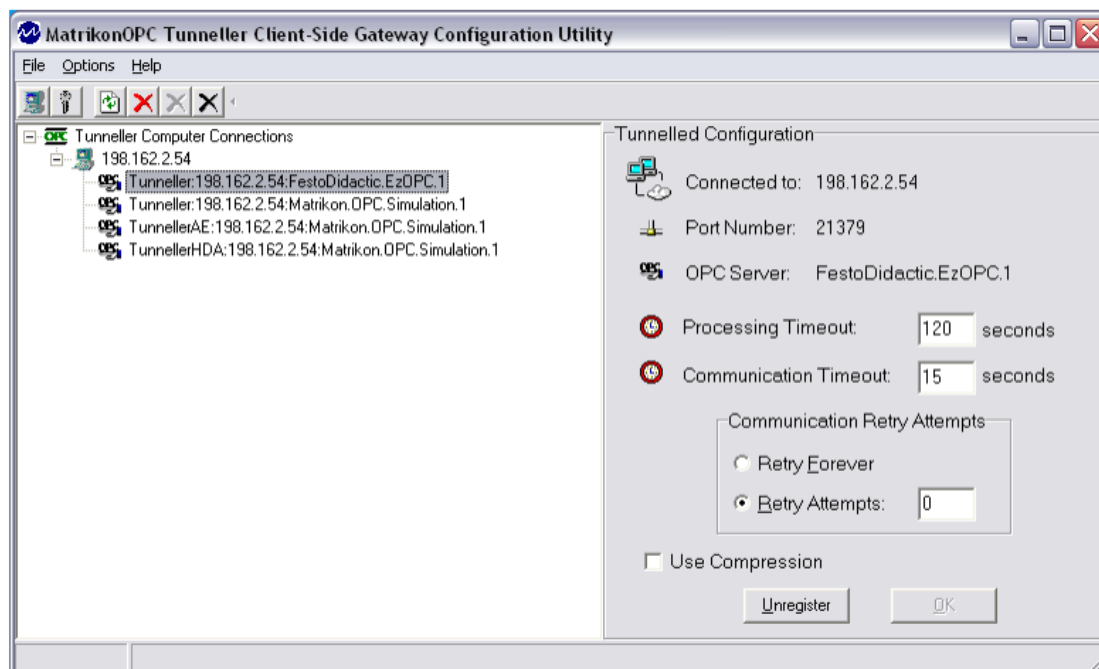 MatrikonOPC Tunneller Client-Side Gateway Configuration Utility
File Options Help
Tunneller Computer Connections
198.162.2.54
Tunneller:198.162.2.54:FestoDidactic.EzOPC.1
Tunneller:198.162.2.54:Matrikon.OPC.Simulation.1
TunnellerAE:198.162.2.54:Matrikon.OPC.Simulation.1
TunnellerHDA:198.162.2.54:Matrikon.OPC.Simulation.1
Tunnelled Configuration
Connected to: 198.162.2.54
Port Number: 21379
OPC Server: FestoDidactic.EzOPC.1
Processing Timeout: 120 seconds
Communication Timeout: 15 seconds
Communication Retry Attempts
Retry Forever
Retry Attempts: 0
Use Compression
Unregister OK